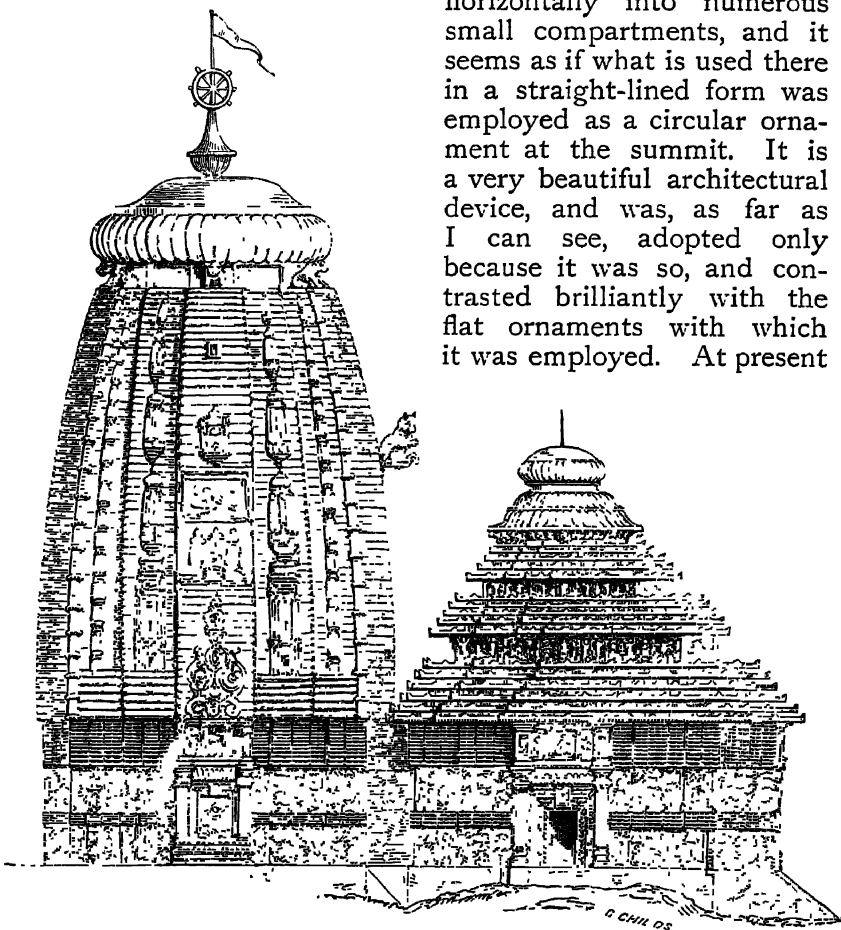 horizontally into numerous
small compartments, and it
seems as if what is used there
in a straight-lined form was
employed as a circular orna-
ment at the summit. It is
a very beautiful architectural
device, and was, as far as
I can see, adopted only
because it was so, and con-
trasted brilliantly with the
flat ornaments with which
it was employed. At present
G CHILDS